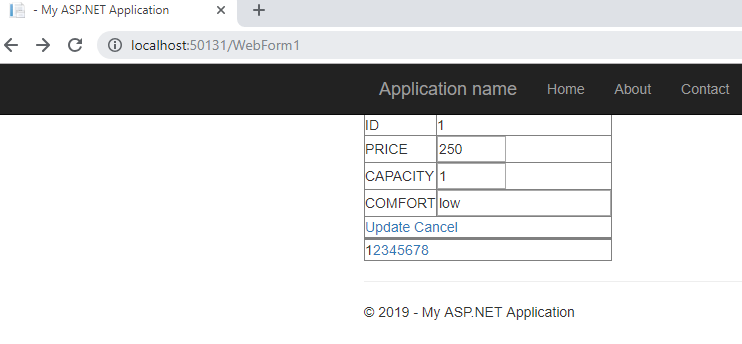 - My ASP.NET Application
localhost:50131/WebForm1
Application name Home About Contact
ID 1
PRICE 250
CAPACITY 1
COMFORT low
Update Cancel
12345678
© 2019 - My ASP.NET Application